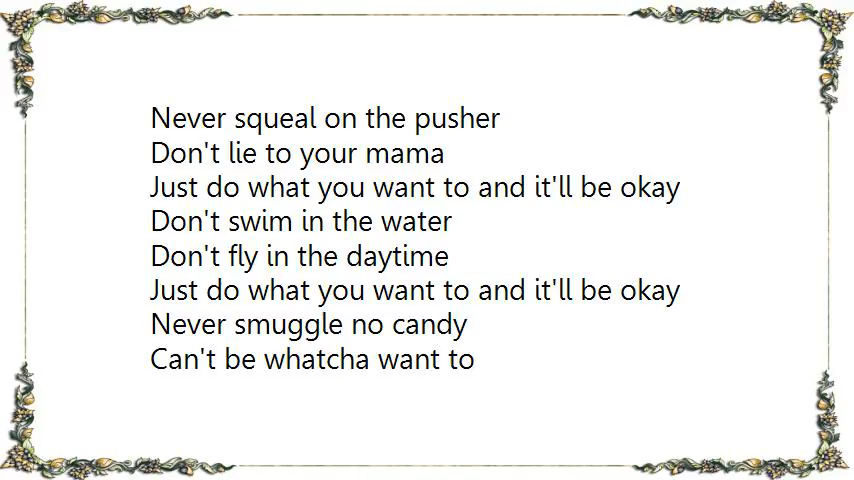 Never squeal on the pusher
Don't lie to your mama
Just do what you want to and it'll be okay
Don't swim in the water
Don't fly in the daytime
Just do what you want to and it'll be okay
Never smuggle no candy
Can't be whatcha want to